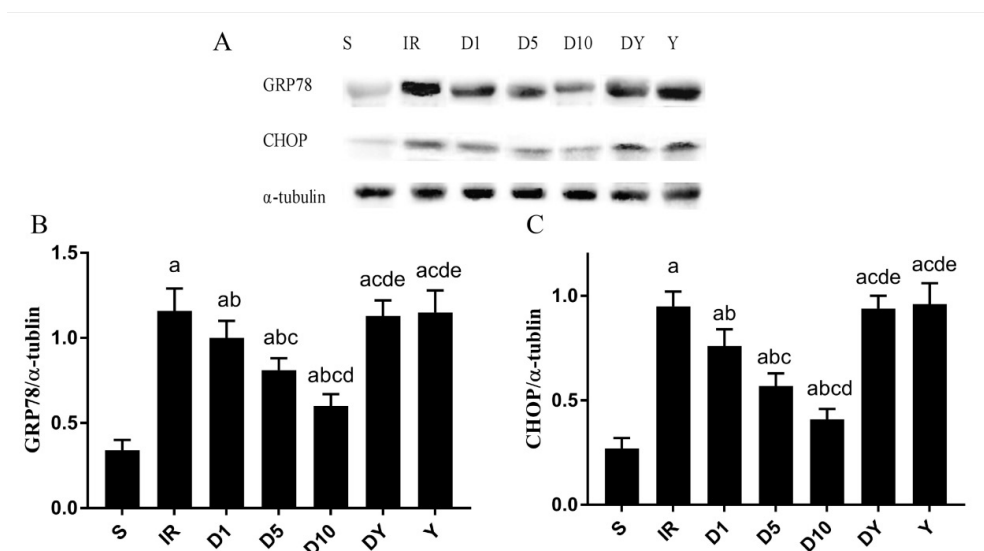 A
S IR D1 D5 D10 DY Y
GRP78
CHOP
α-tubulin
B
GRP78/α-tublin
1.5
1.0
0.5
0.0
a
ab
abc
abcd
acde
acde
S IR D1 D5 D10 DY Y
C
CHOP/α-tublin
1.0
0.5
0.0
a
ab
abc
abcd
acde
acde
S IR D1 D5 D10 DY Y